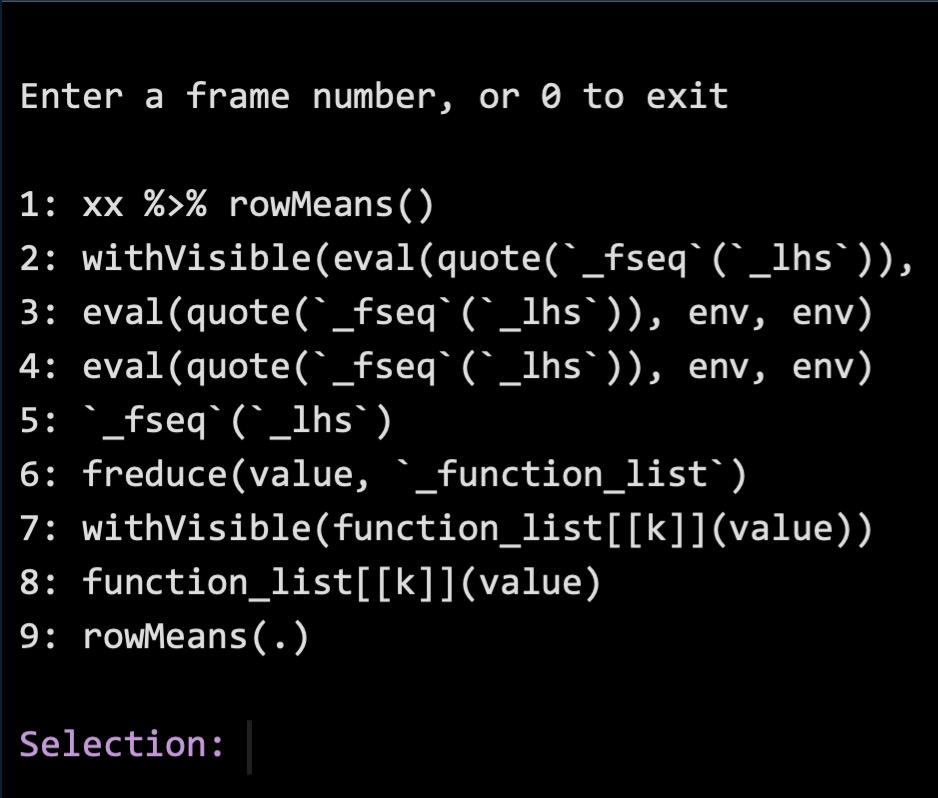 Enter a frame number, or 0 to exit
1: xx %>% rowMeans()
2: withVisible(eval(quote(`_fseq`(`_lhs`)),
3: eval(quote(`_fseq`(`_lhs`)), env, env)
4: eval(quote(`_fseq`(`_lhs`)), env, env)
5: `_fseq`(`_lhs`)
6: freduce(value, `_function_list`)
7: withVisible(function_list[[k]](value))
8: function_list[[k]](value)
9: rowMeans(.)
Selection: